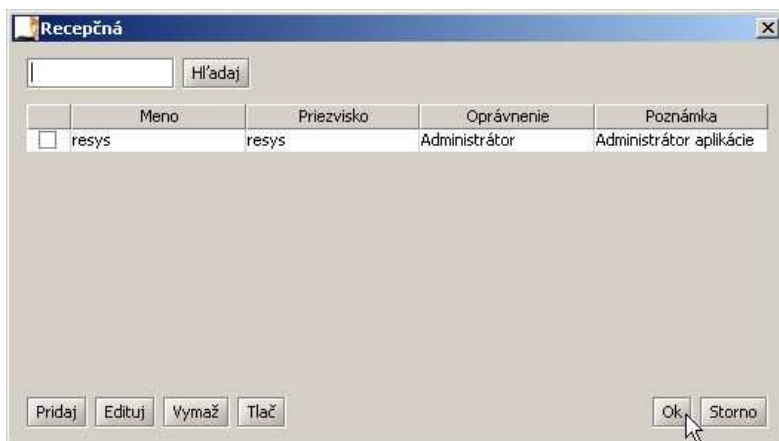 Recepčná
Hľadaj
Meno Priezvisko Oprávnenie Poznámka
resys resys Administrátor Administrátor aplikácie
Pridaj Edituj Vymaž Tlač Ok Storno